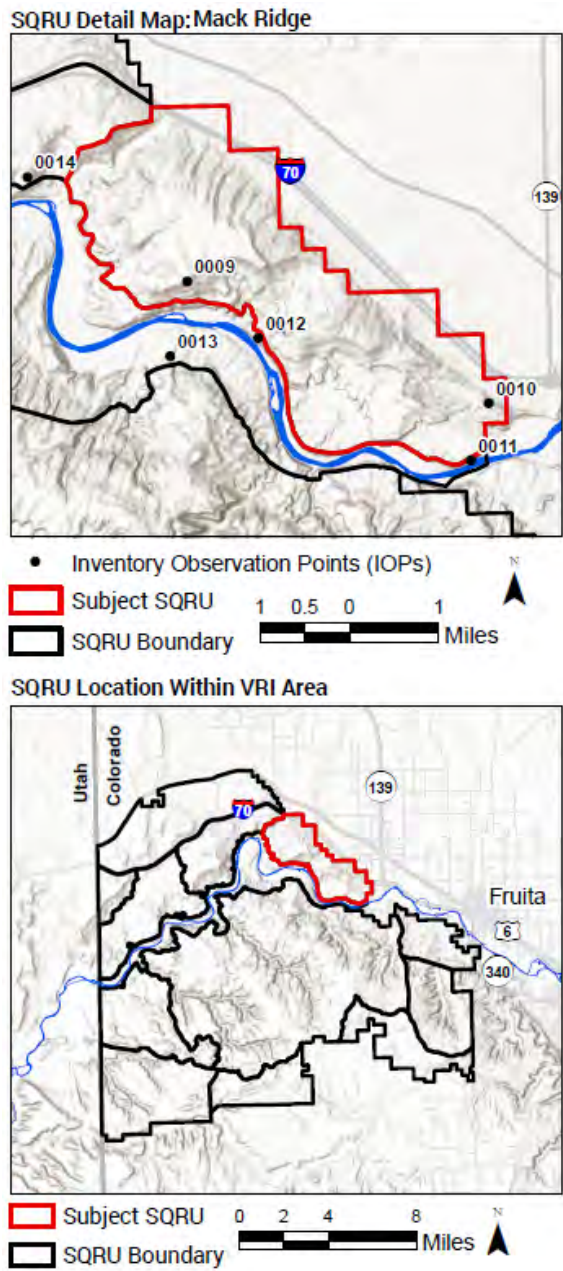 SQRU Detail Map: Mack Ridge
0014
70
139
0009
0012
0013
0010
0011
Inventory Observation Points (IOPs)
N
Subject SQRU
1 0.5 0 1
SQRU Boundary
Miles
SQRU Location Within VRI Area
Utah
Colorado
70
139
Fruita
6
340
Subject SQRU
0 2 4 8
N
SQRU Boundary
Miles